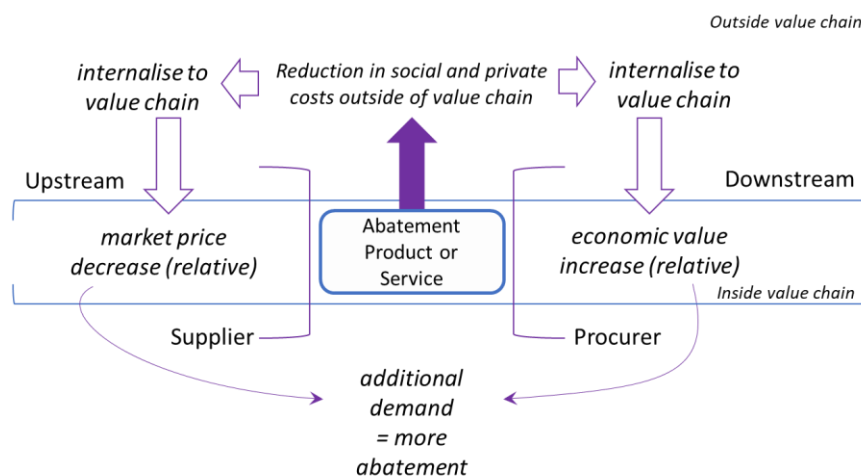 Outside value chain
internalise to
value chain
Reduction in social and private
costs outside of value chain
internalise to
value chain
Upstream
Downstream
market price
decrease (relative)
Abatement
Product or
Service
economic value
increase (relative)
Inside value chain
Supplier
Procurer
additional
demand
= more
abatement